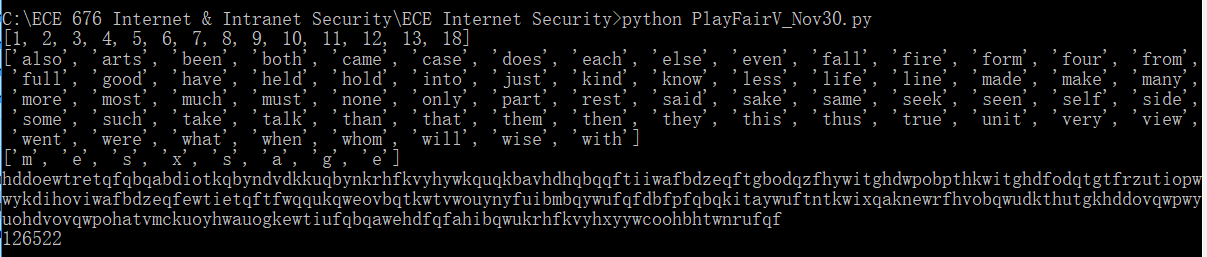 C:\ECE 676 Internet & Intranet Security\ECE Internet Security>python PlayFairV_Nov30.py
[1, 2, 3, 4, 5, 6, 7, 8, 9, 10, 11, 12, 13, 18]
['also', 'arts', 'been', 'both', 'came', 'case', 'does', 'each', 'else', 'even', 'fall', 'fire', 'form', 'four', 'from',
'full', 'good', 'have', 'held', 'hold', 'into', 'just', 'kind', 'know', 'less', 'life', 'line', 'made', 'make', 'many',
'more', 'most', 'much', 'must', 'none', 'only', 'part', 'rest', 'said', 'sake', 'same', 'seek', 'seen', 'self', 'side',
'some', 'such', 'take', 'talk', 'than', 'that', 'them', 'then', 'they', 'this', 'thus', 'true', 'unit', 'very', 'view',
'went', 'were', 'what', 'when', 'whom', 'will', 'wise', 'with']
['m', 'e', 's', 'x', 's', 'a', 'g', 'e']
hddoewtretqfqbqabdiotkqbyndvdkkuqbynkrhfkvyhywkquqkbavhdhqbqqftiiwafbdzeqftgbodqzfhywitghdwpobpthkwitghdfodqtgtfrzutiopw
wykdihoviwafbdzeqfewtietqftfwqqukqweovbqtkwtvwouynyfuibmbqywufqfdbfpfqbqkitaywuftntkwixqaknewrfhvobqwudkthutgkhddovqwpwy
uohdvovqwpohatvmckuoyhwauogkewtiufqbqawehdfqfahibqwukrhfkvyhxyywcoohbhtwnrufqf
126522